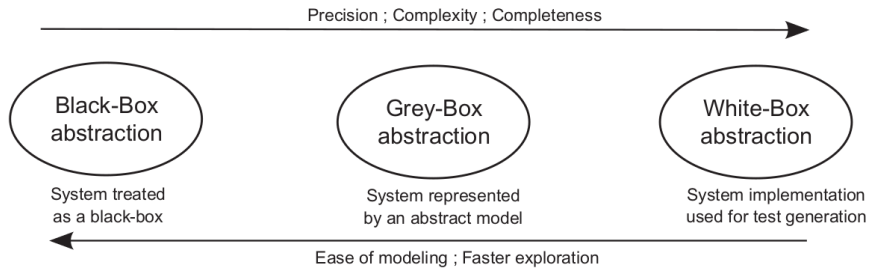 Precision ; Complexity ; Completeness
Black-Box
abstraction
Grey-Box
abstraction
White-Box
abstraction
System treated
as a black-box
System represented
by an abstract model
System implementation
used for test generation
Ease of modeling ; Faster exploration